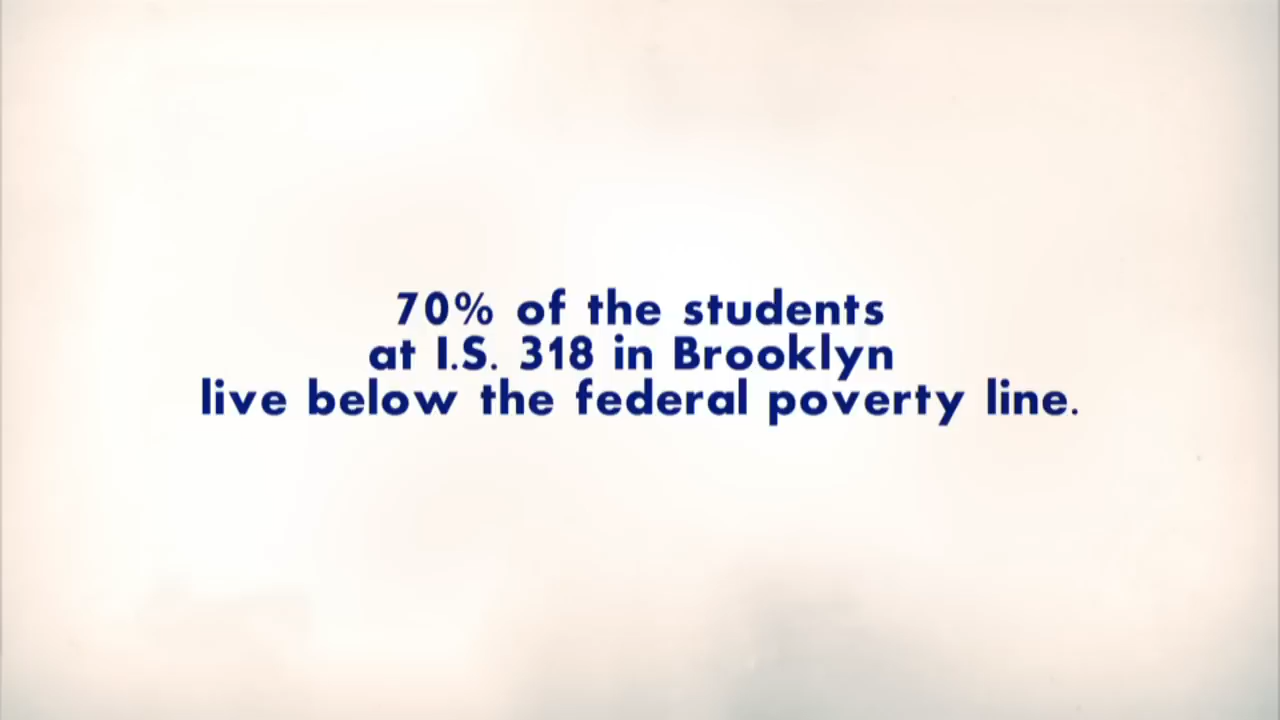 70% of the students
at I.S. 318 in Brooklyn
live below the federal poverty line.